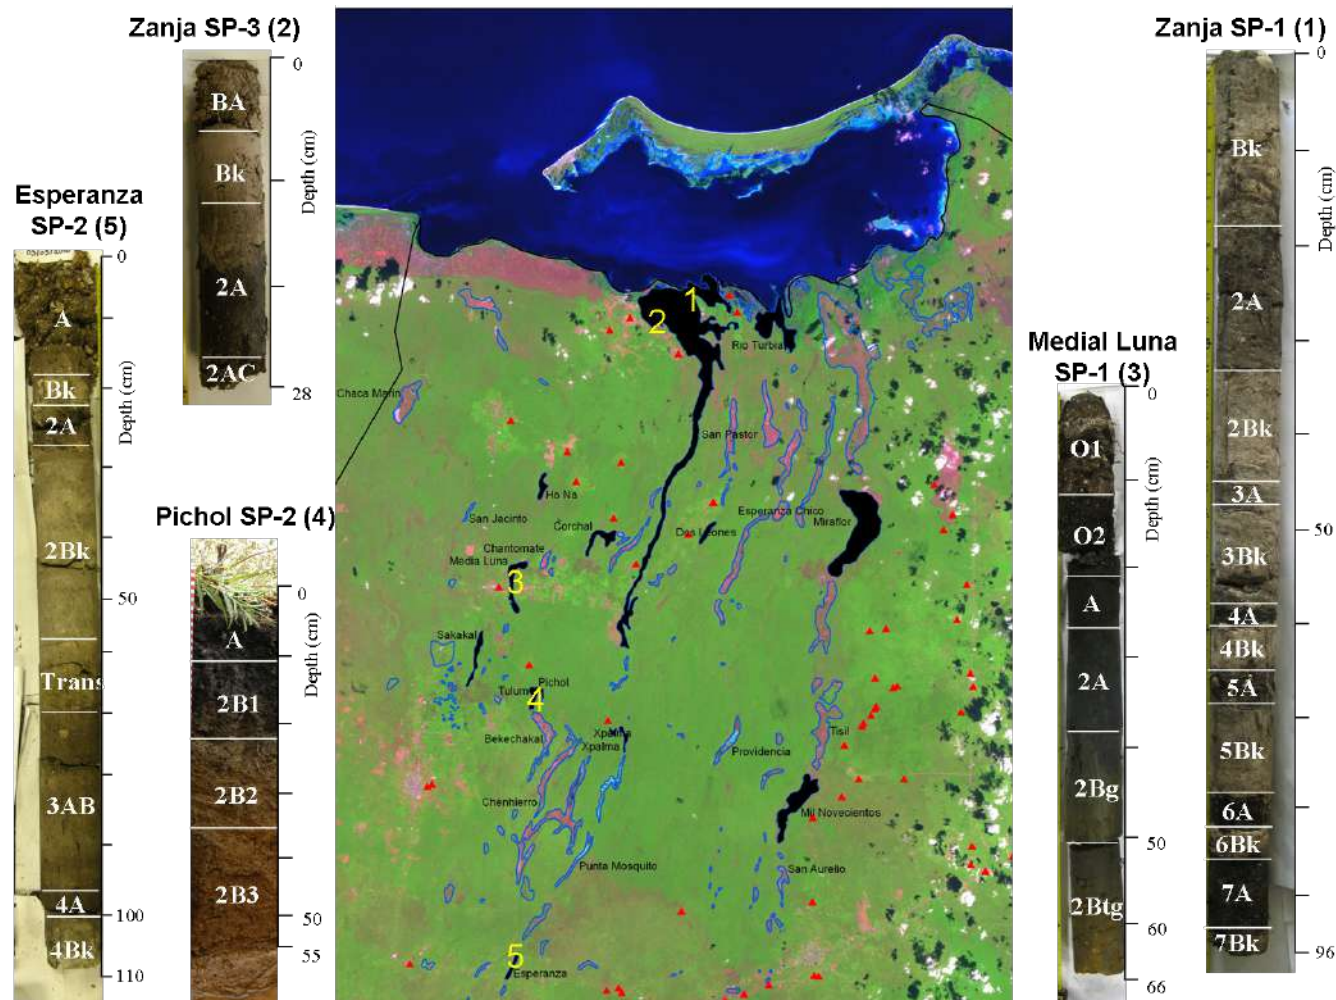 Zanja SP-3 (2)
0
BA
Bk
2A
2AC
28
Depth (cm)
Esperanza
SP-2 (5)
0
A
Bk
2A
2Bk
50
Trans
3AB
4A
100
4Bk
110
Depth (cm)
Pichol SP-2 (4)
0
A
2B1
2B2
2B3
50
55
Depth (cm)
1
2
Rio Turbia
Chaca Marin
San Pastor
Ho Na
San Jacinto
Corchal
Dos Leones
Esperanza Chico
Miraflor
Chantomate
Media Luna
3
Sakakal
Pichol
Tulum
4
Bekechakal
Xpalma
Xpalma
Providencia
Tisil
Chenhierro
Mil Novecientos
Punta Mosquito
San Aurelio
5
Esperanza
Medial Luna
SP-1 (3)
0
O1
O2
A
2A
2Bg
50
2Btg
60
66
Depth (cm)
Zanja SP-1 (1)
0
Bk
2A
2Bk
3A
50
3Bk
4A
4Bk
5A
5Bk
6A
6Bk
7A
7Bk
96
Depth (cm)